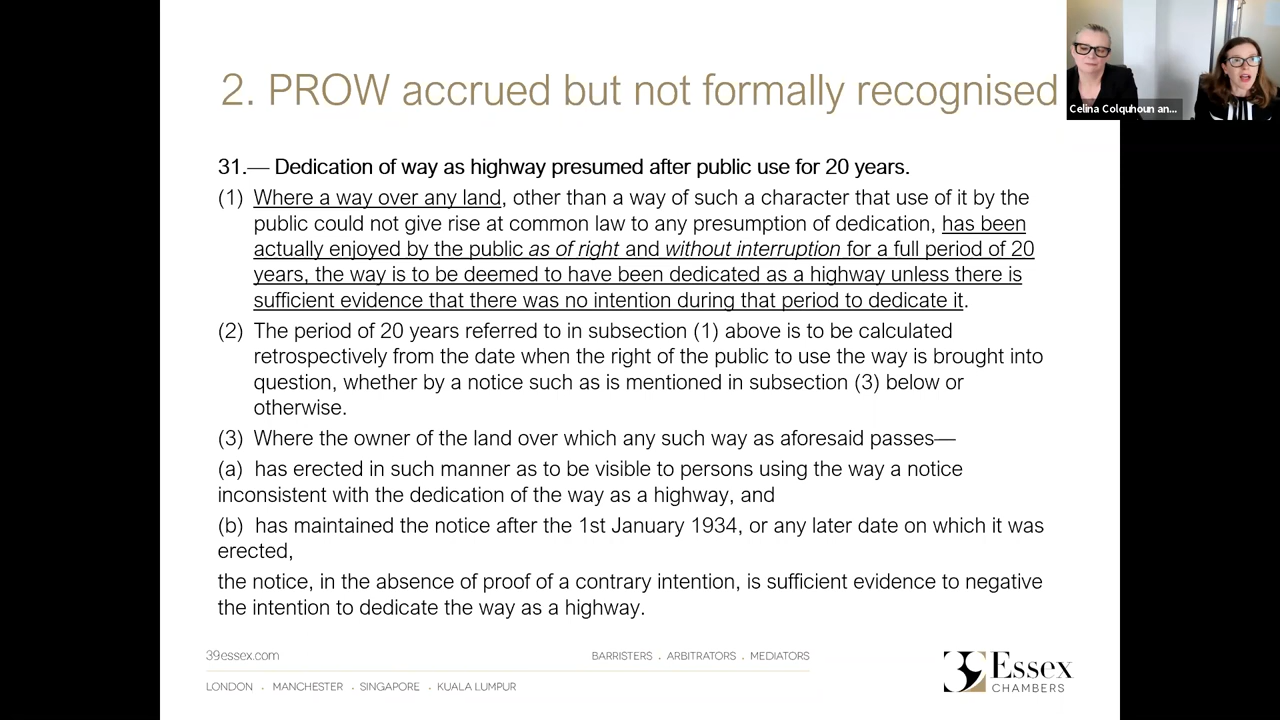 2. PROW accrued but not formally recognised
Celina Colquhoun an...
31.— Dedication of way as highway presumed after public use for 20 years.
(1) Where a way over any land, other than a way of such a character that use of it by the
public could not give rise at common law to any presumption of dedication, has been
actually enjoyed by the public as of right and without interruption for a full period of 20
years, the way is to be deemed to have been dedicated as a highway unless there is
sufficient evidence that there was no intention during that period to dedicate it.
(2) The period of 20 years referred to in subsection (1) above is to be calculated
retrospectively from the date when the right of the public to use the way is brought into
question, whether by a notice such as is mentioned in subsection (3) below or
otherwise.
(3) Where the owner of the land over which any such way as aforesaid passes—
(a) has erected in such manner as to be visible to persons using the way a notice
inconsistent with the dedication of the way as a highway, and
(b) has maintained the notice after the 1st January 1934, or any later date on which it was
erected,
the notice, in the absence of proof of a contrary intention, is sufficient evidence to negative
the intention to dedicate the way as a highway.
39essex.com
BARRISTERS . ARBITRATORS . MEDIATORS
LONDON . MANCHESTER . SINGAPORE . KUALA LUMPUR
39 Essex
CHAMBERS